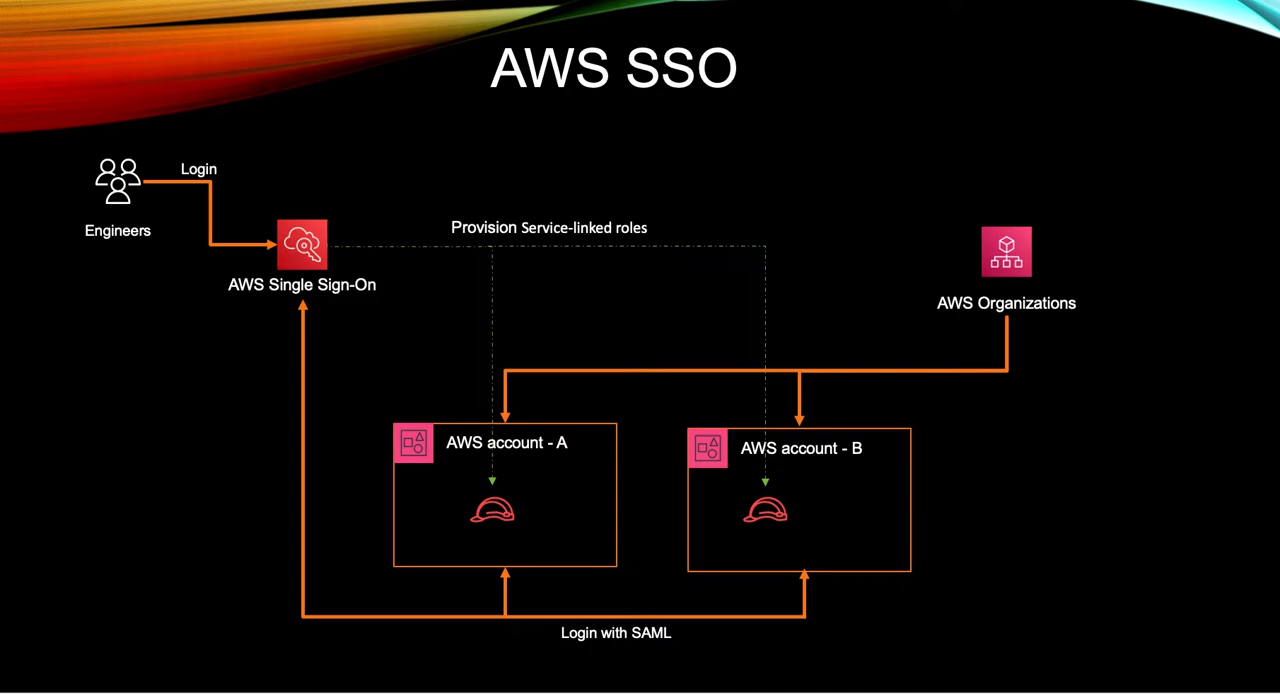 AWS SSO
Login
Engineers
Provision Service-linked roles
AWS Single Sign-On
AWS Organizations
AWS account - A
AWS account - B
Login with SAML